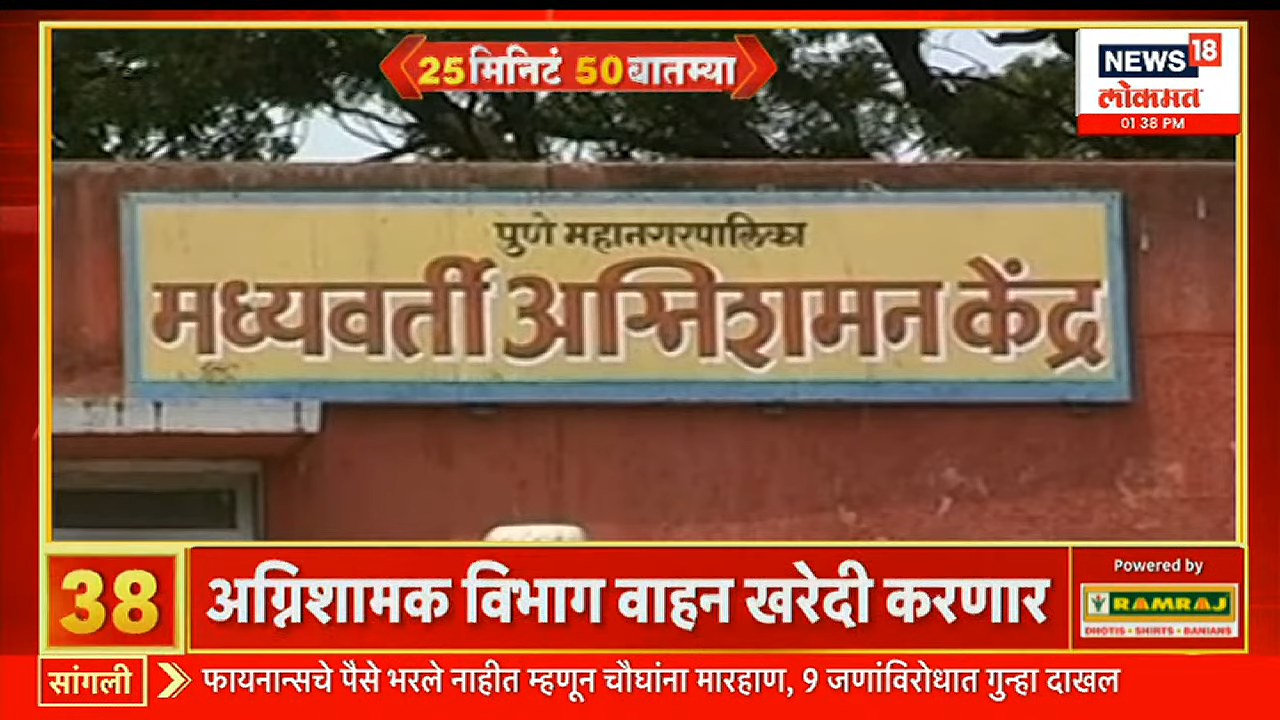 25 मिनिटं 50 बातम्या
NEWS 18
लोकमत
01 38 PM
पुणे महानगरपालिका
मध्यवर्ती अग्निशमन केंद्र
38
अग्निशामक विभाग वाहन खरेदी करणार
Powered by
RAMRAJ
DHOTIS • SHIRTS • BANIANS
सांगली
फायनान्सचे पैसे भरले नाहीत म्हणून चौघांना मारहाण, 9 जणांविरोधात गुन्हा दाखल